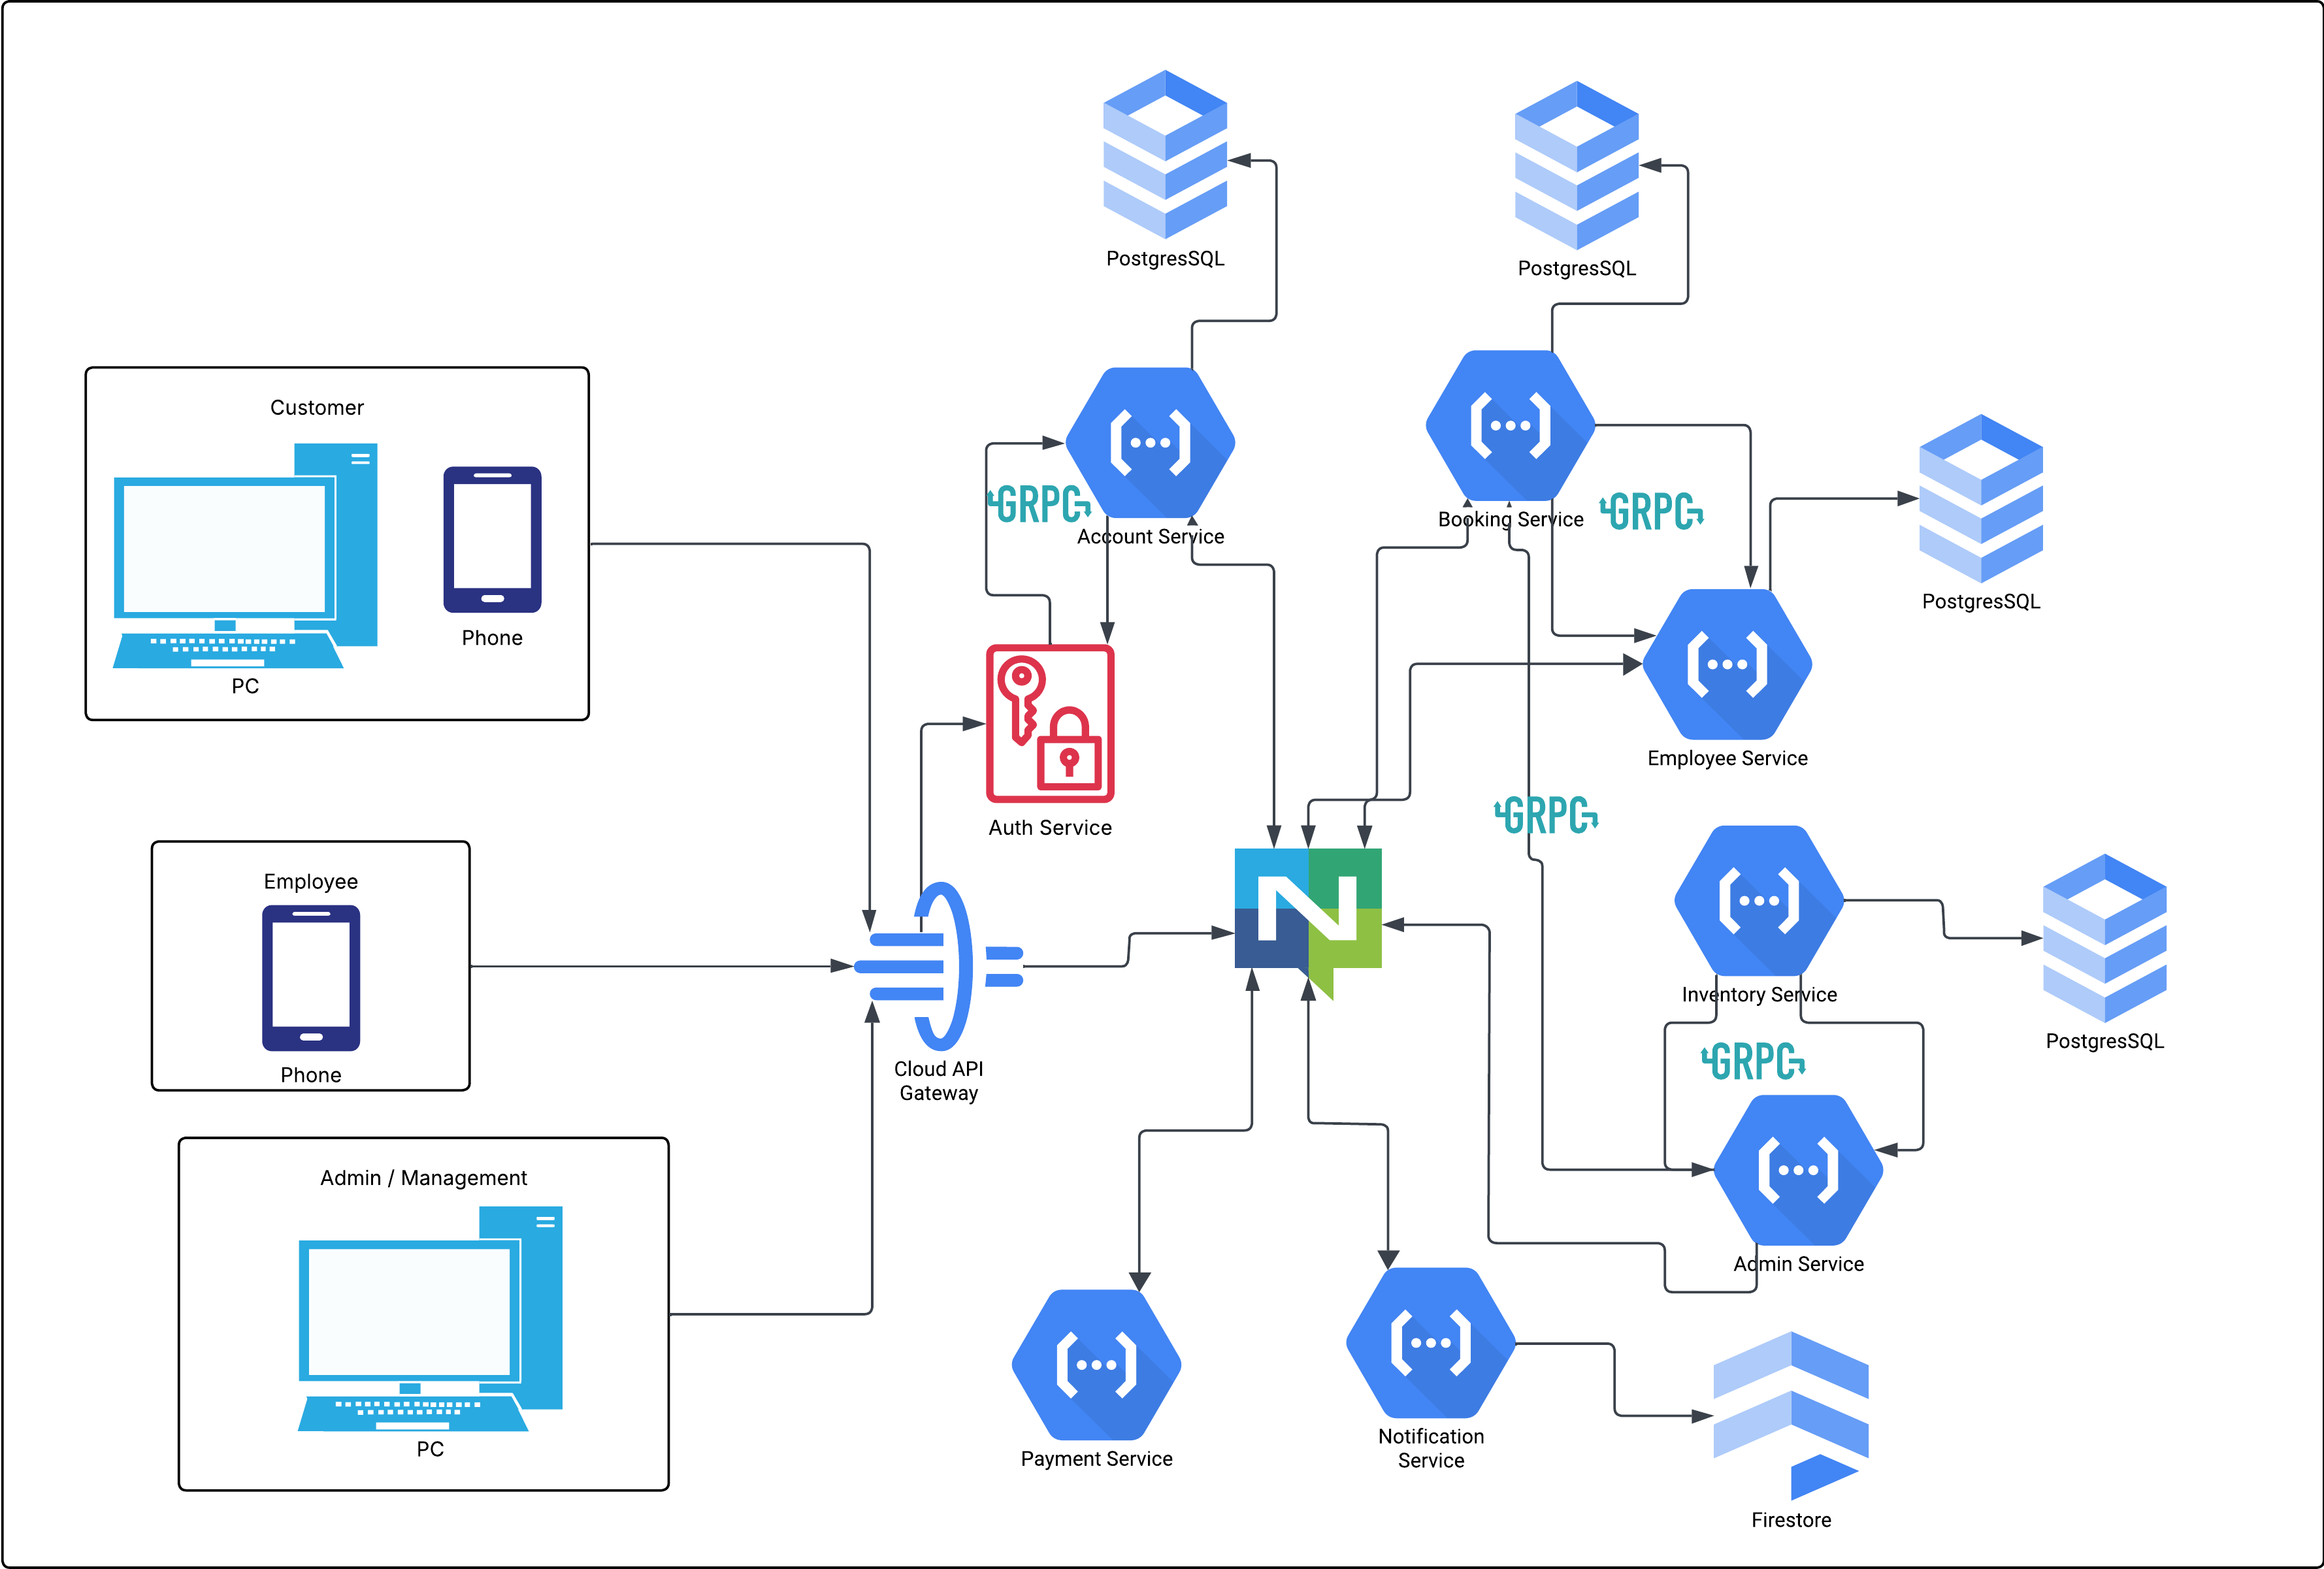 PostgresSQL
PostgresSQL
Customer
Phone
PC
GRPC
Account Service
Booking Service
GRPC
PostgresSQL
Employee Service
Auth Service
GRPC
Employee
Phone
N
Cloud API
Gateway
Inventory Service
GRPC
PostgresSQL
Admin / Management
PC
Admin Service
Payment Service
Notification
Service
Firestore